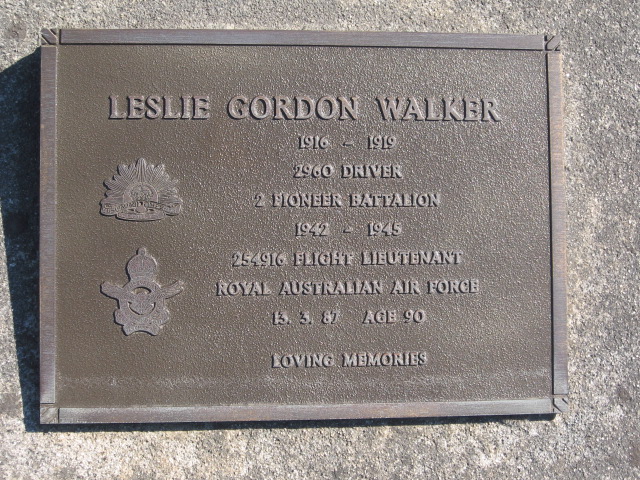 LESLIE GORDON WALKER
1916 - 1919
2960 DRIVER
2 PIONEER BATTALION
1942 - 1945
254916 FLIGHT LIEUTENANT
ROYAL AUSTRALIAN AIR FORCE
13. 3. 87 AGE 90
LOVING MEMORIES